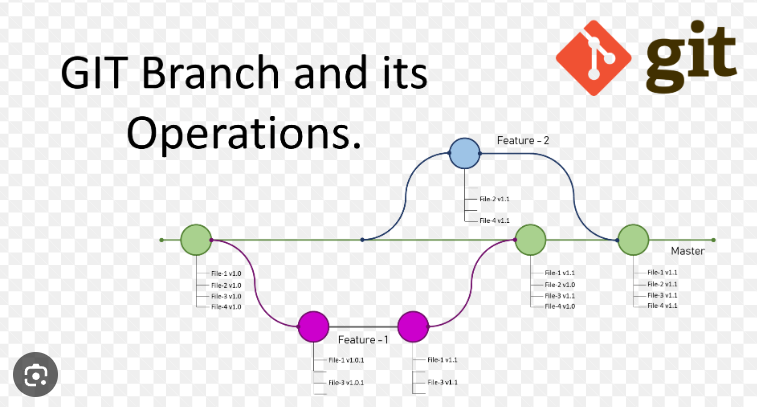 GIT Branch and its
Operations.
git
Feature - 2
File-2 v1.1
File-4 v1.1
Master
File-1 v1.0
File-2 v1.0
File-3 v1.0
File-4 v1.0
File-1 v1.1
File-2 v1.0
File-3 v1.1
File-4 v1.0
File-1 v1.1
File-2 v1.1
File-3 v1.1
File 4 v1.1
Feature - 1
File-1 v1.0.1
File-3 v1.0.1
File-1 v1.1
File-3 v1.1